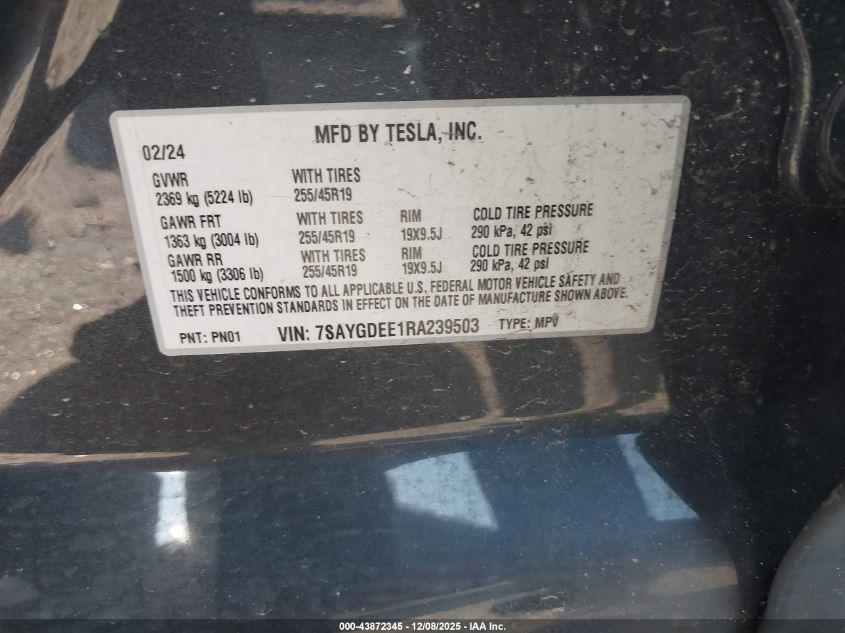 MFD BY TESLA, INC.
02/24
GVWR WITH TIRES
2369 kg (5224 lb) 255/45R19
GAWR FRT WITH TIRES RIM COLD TIRE PRESSURE
1363 kg (3004 lb) 255/45R19 19X9.5J 290 kPa, 42 psi
GAWR RR WITH TIRES RIM COLD TIRE PRESSURE
1500 kg (3306 lb) 255/45R19 19X9.5J 290 kPa, 42 psi
THIS VEHICLE CONFORMS TO ALL APPLICABLE U.S. FEDERAL MOTOR VEHICLE SAFETY AND
THEFT PREVENTION STANDARDS IN EFFECT ON THE DATE OF MANUFACTURE SHOWN ABOVE.
PNT: PN01 VIN: 7SAYGDEE1RA239503 TYPE: MPV
000-43872345 - 12/08/2025 - IAA Inc.